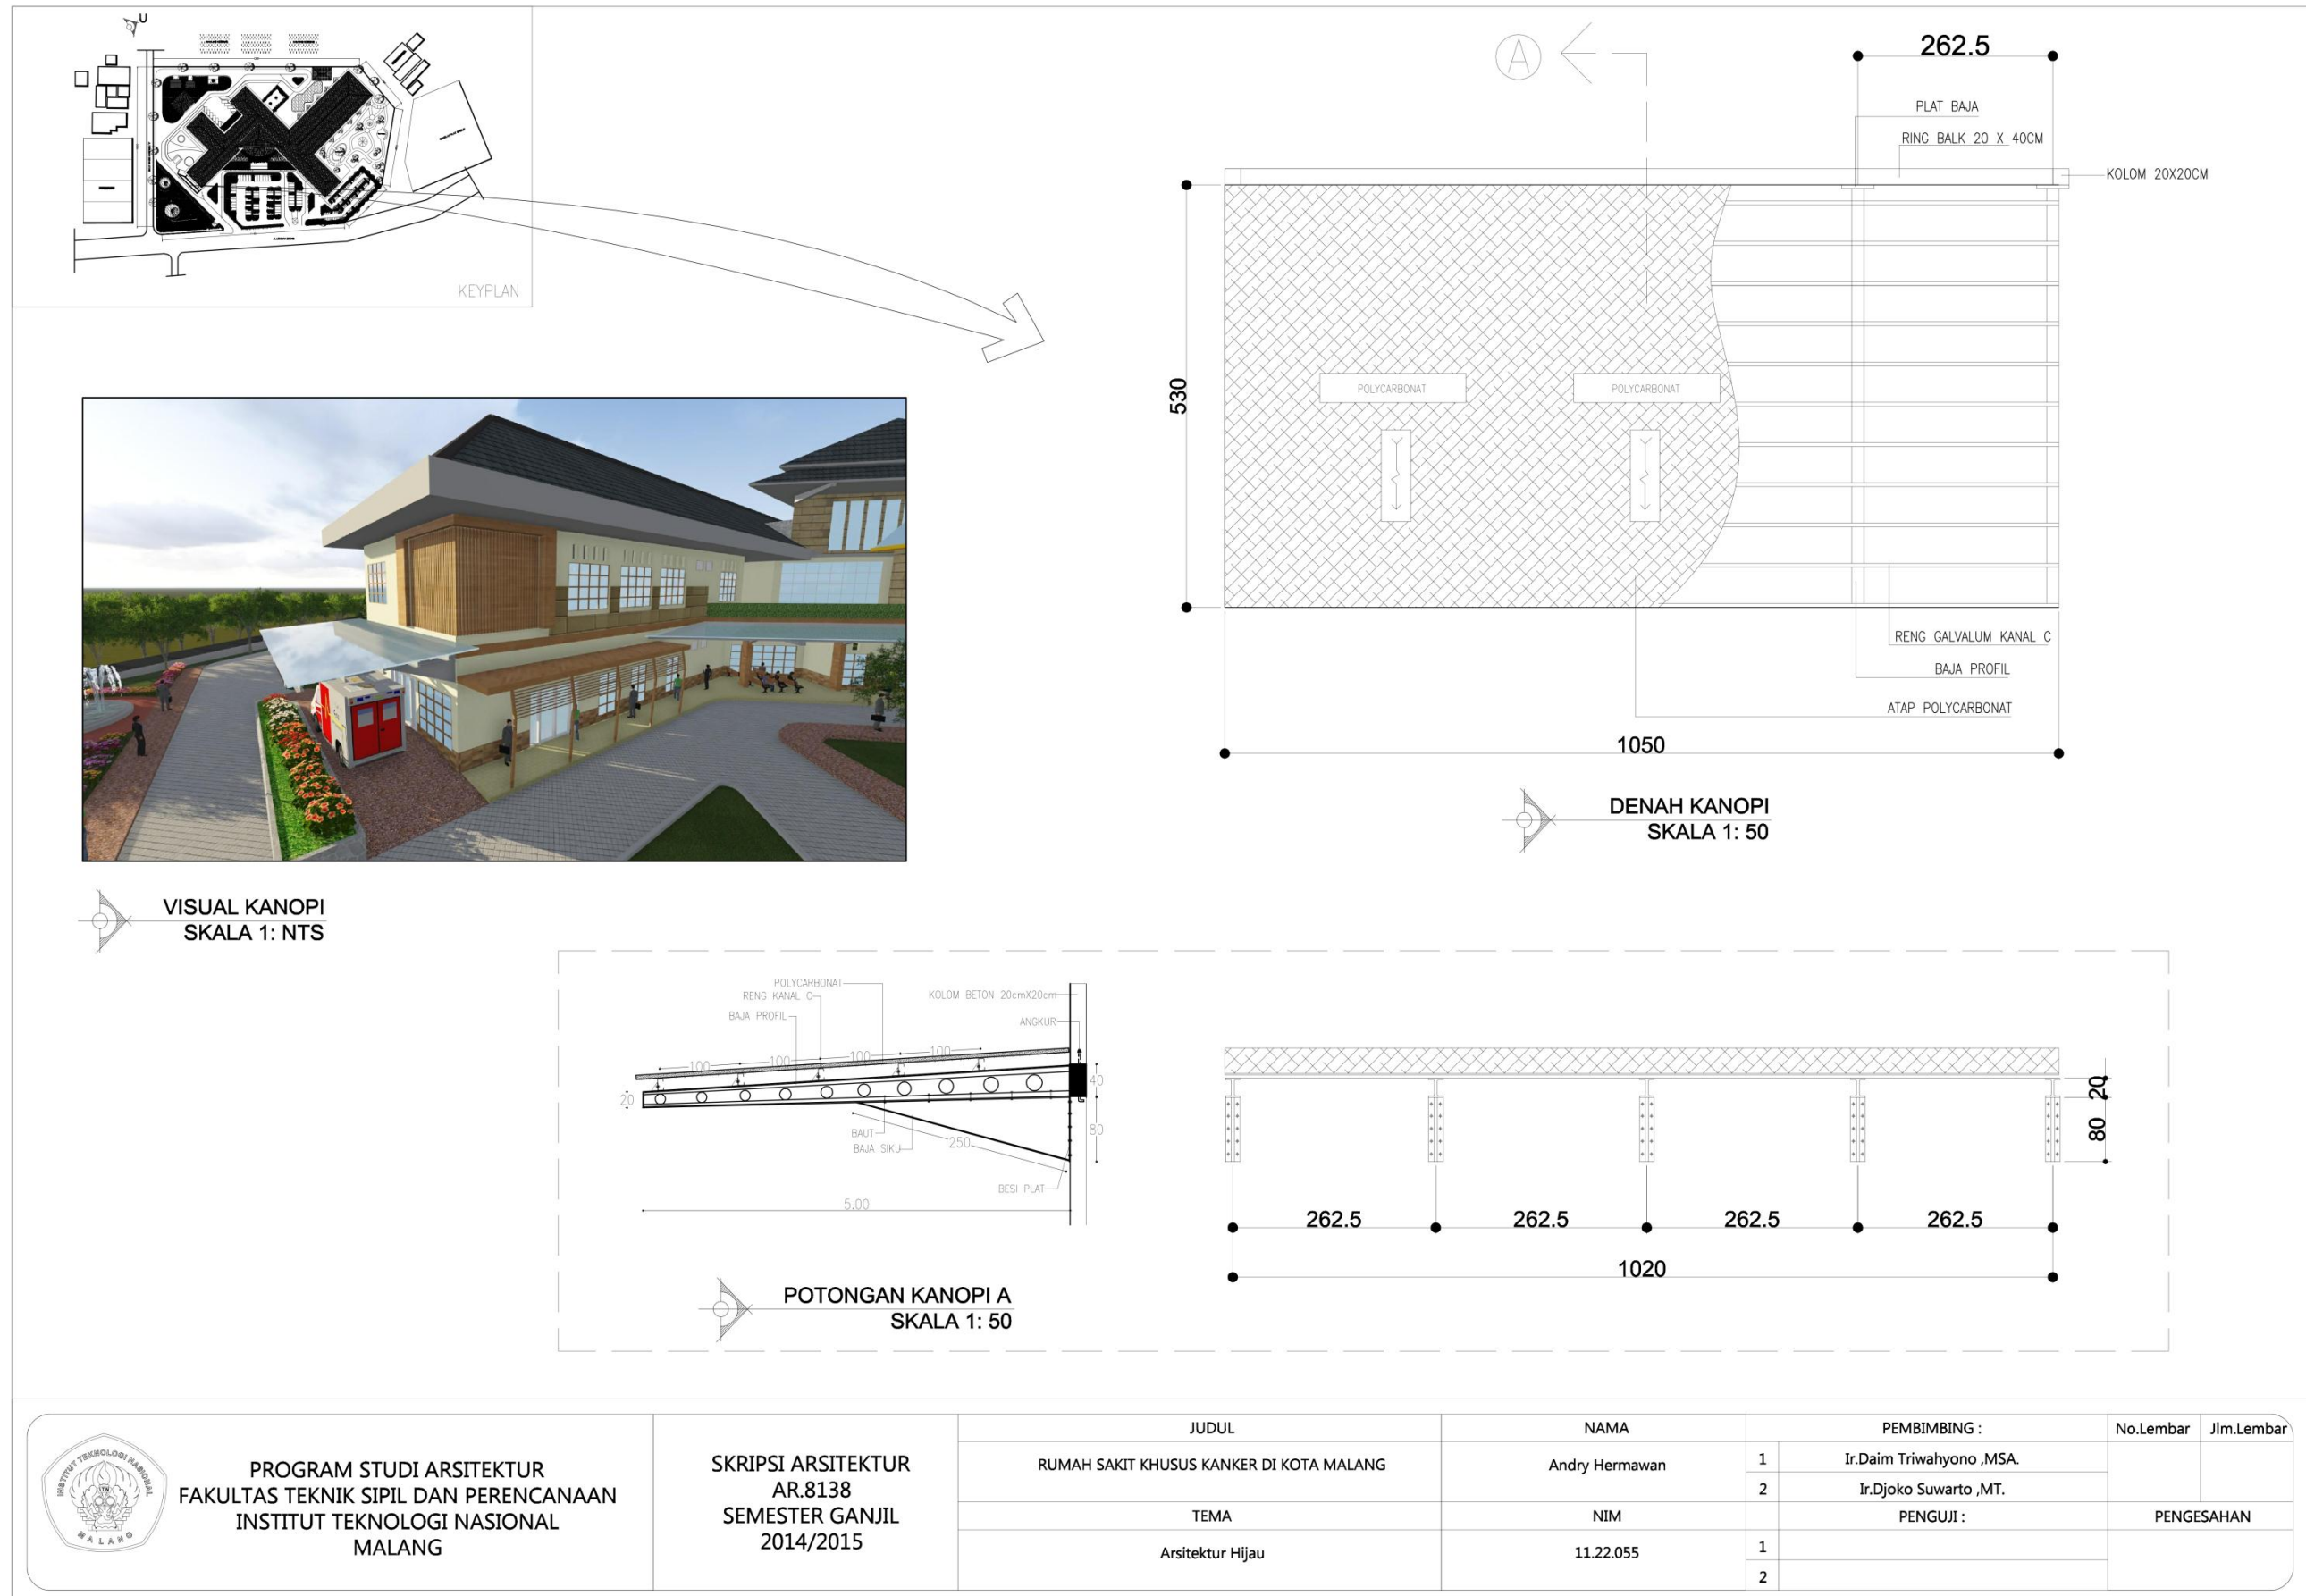 U
KEYPLAN
A
262.5
PLAT BAJA
RING BALK 20 X 40CM
KOLOM 20X20CM
530
POLYCARBONAT
POLYCARBONAT
RENG GALVALUM KANAL C
BAJA PROFIL
ATAP POLYCARBONAT
1050
DENAH KANOPI
SKALA 1: 50
VISUAL KANOPI
SKALA 1: NTS
POLYCARBONAT
RENG KANAL C
BAJA PROFIL
KOLOM BETON 20cmX20cm
ANGKUR
100
100
100
100
20
40
80
BAUT
BAJA SIKU
250
BESI PLAT
5.00
POTONGAN KANOPI A
SKALA 1: 50
20
80
262.5
262.5
262.5
262.5
1020
INSTITUT TEKNOLOGI NASIONAL
ITN
MALANG
PROGRAM STUDI ARSITEKTUR
FAKULTAS TEKNIK SIPIL DAN PERENCANAAN
INSTITUT TEKNOLOGI NASIONAL
MALANG
SKRIPSI ARSITEKTUR
AR.8138
SEMESTER GANJIL
2014/2015
JUDUL
RUMAH SAKIT KHUSUS KANKER DI KOTA MALANG
TEMA
Arsitektur Hijau
NAMA
Andry Hermawan
NIM
11.22.055
PEMBIMBING :
1 Ir.Daim Triwahyono ,MSA.
2 Ir.Djoko Suwarto ,MT.
PENGUJI :
1
2
No.Lembar
Jlm.Lembar
PENGESAHAN